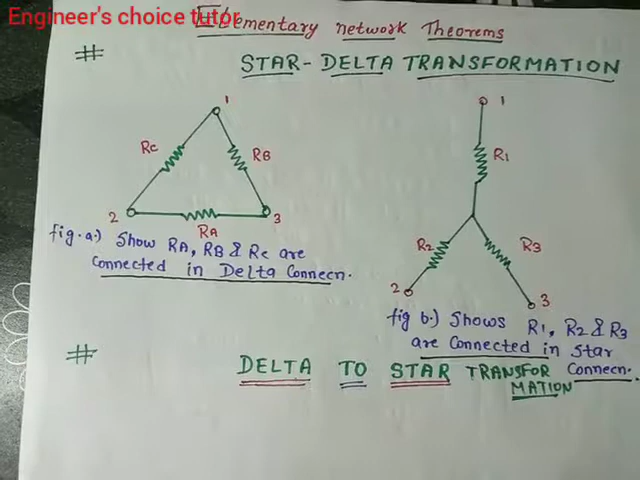 Engineer's choice tutor
Elementary network Theorems
# STAR-DELTA TRANSFORMATION
1
RC
RB
2
3
RA
fig.a.) Show RA, RB & RC are
Connected in Delta Connecn.
1
R1
R2
R3
2
3
fig b.) Shows R1, R2 & R3
are Connected in Star
Connecn.
# DELTA TO STAR TRANSFOR
MATION